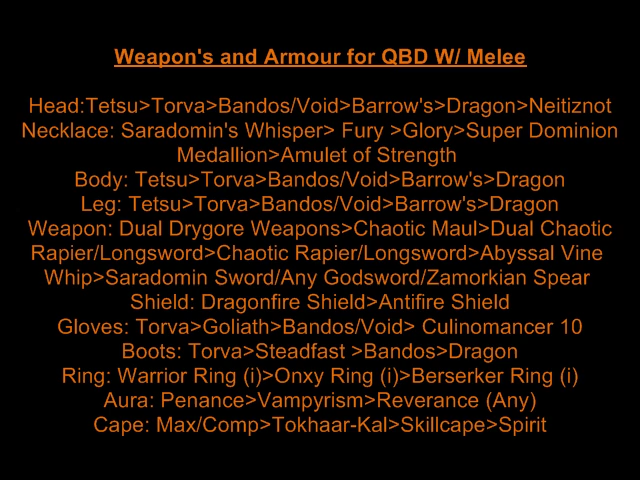 Weapon's and Armour for QBD W/ Melee
Head:Tetsu>Torva>Bandos/Void>Barrow's>Dragon>Neitiznot
Necklace: Saradomin's Whisper> Fury >Glory>Super Dominion
Medallion>Amulet of Strength
Body: Tetsu>Torva>Bandos/Void>Barrow's>Dragon
Leg: Tetsu>Torva>Bandos/Void>Barrow's>Dragon
Weapon: Dual Drygore Weapons>Chaotic Maul>Dual Chaotic
Rapier/Longsword>Chaotic Rapier/Longsword>Abyssal Vine
Whip>Saradomin Sword/Any Godsword/Zamorkian Spear
Shield: Dragonfire Shield>Antifire Shield
Gloves: Torva>Goliath>Bandos/Void> Culinomancer 10
Boots: Torva>Steadfast >Bandos>Dragon
Ring: Warrior Ring (i)>Onxy Ring (i)>Berserker Ring (i)
Aura: Penance>Vampyrism>Reverance (Any)
Cape: Max/Comp>Tokhaar-Kal>Skillcape>Spirit